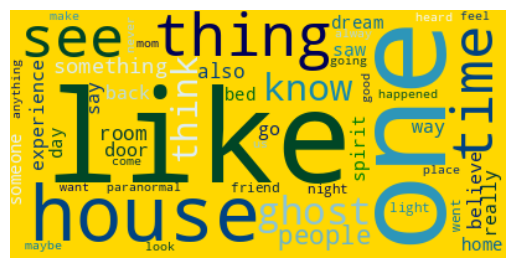 make
mom
heard
feel
see
thing
dream
saw
going
something
also
know
anything
experience
say
back
bed
think
good
happened
one
time
day
like
room
door
come
go
spirit
way
someone
want
paranormal
friend
night
place
believe
really
house
ghost
people
light
went
home
maybe
look